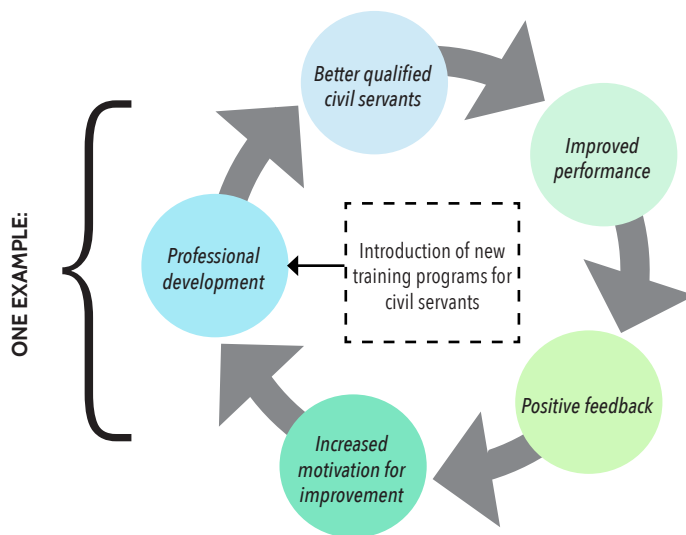 ONE EXAMPLE:
Better qualified
civil servants
Improved
performance
Positive feedback
Increased
motivation for
improvement
Professional
development
Introduction of new
training programs for
civil servants